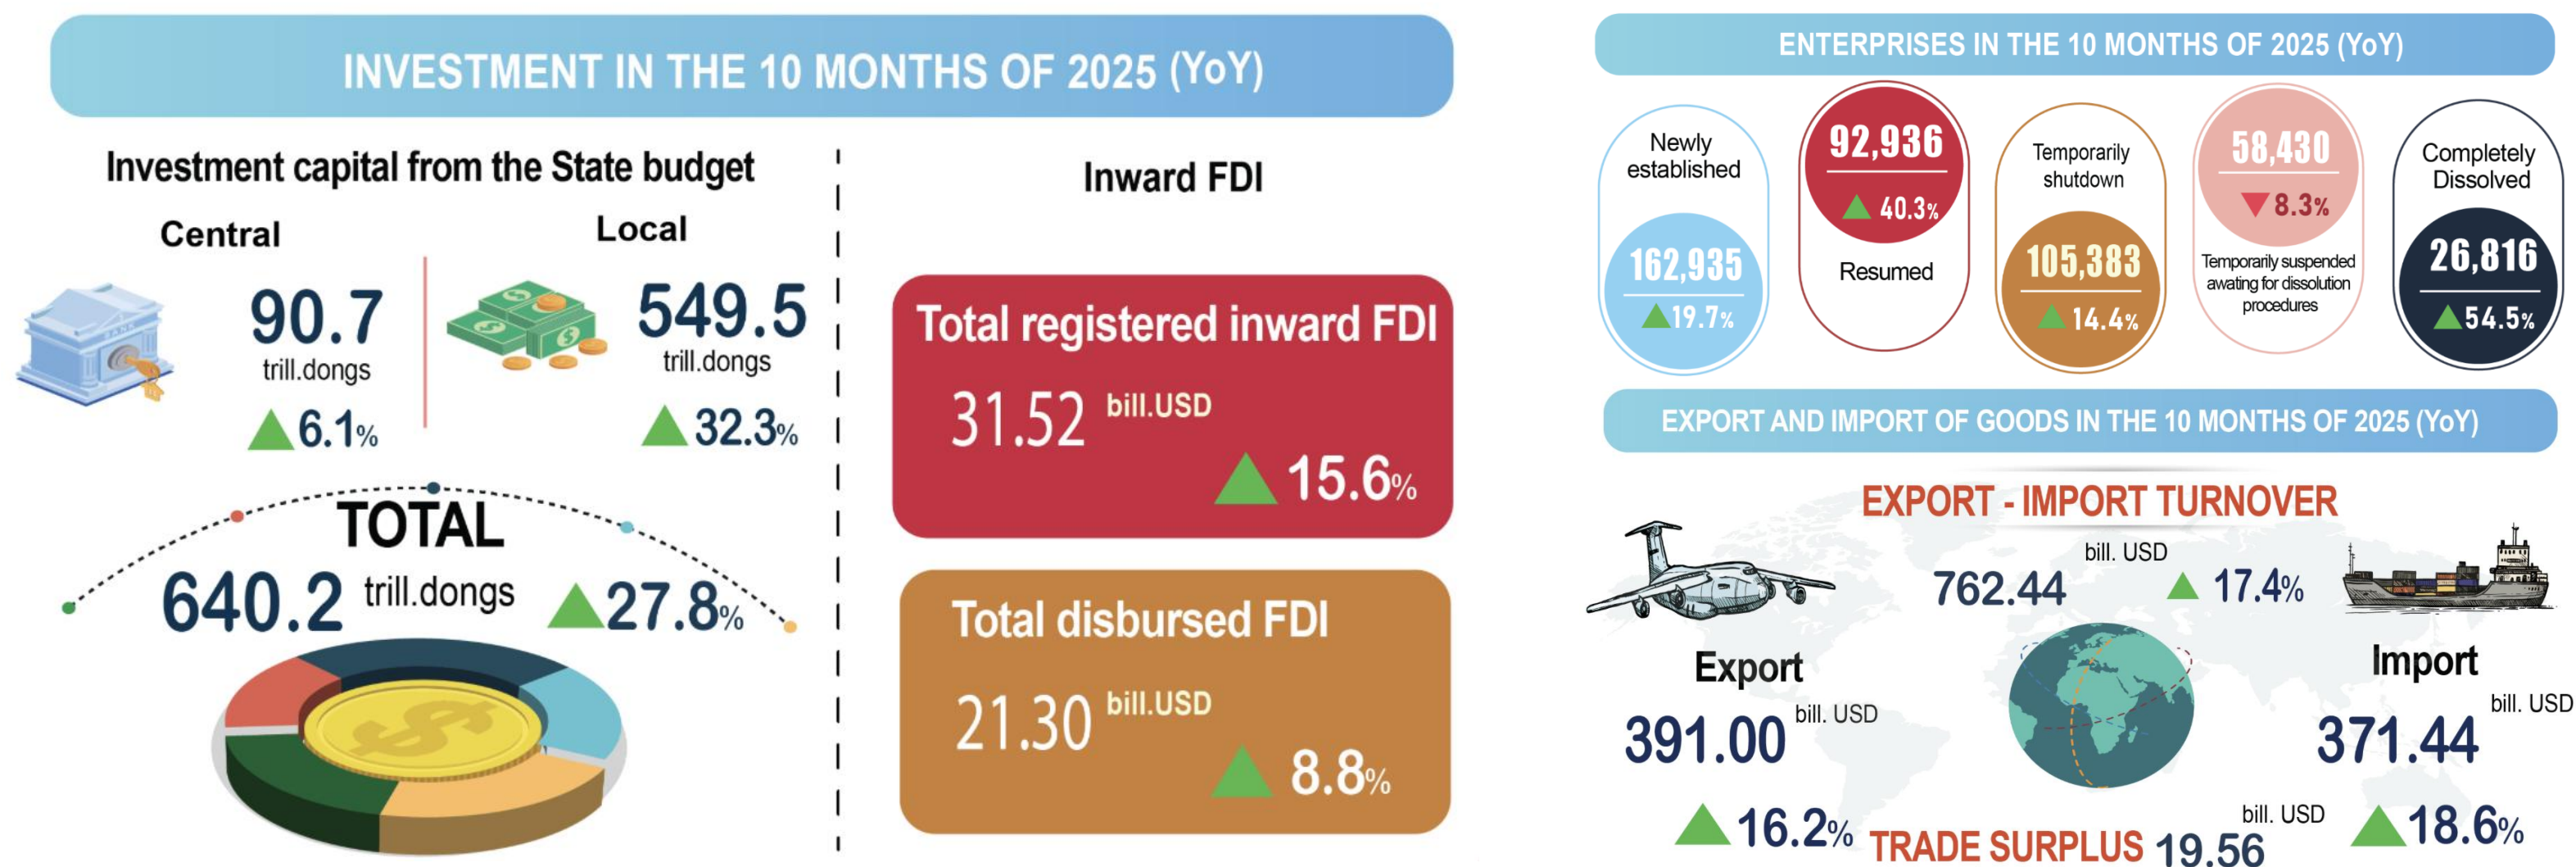 INVESTMENT IN THE 10 MONTHS OF 2025 (YoY)
Investment capital from the State budget
Central
90.7
trill.dongs
6.1%
Local
549.5
trill.dongs
32.3%
TOTAL
640.2 trill.dongs 27.8%
BANK
Inward FDI
Total registered inward FDI
31.52 bill.USD
15.6%
Total disbursed FDI
21.30 bill.USD
8.8%
ENTERPRISES IN THE 10 MONTHS OF 2025 (YoY)
Newly
established
162,935
19.7%
92,936
40.3%
Resumed
Temporarily
shutdown
105,383
14.4%
58,430
8.3%
Temporarily suspended
awating for dissolution
procedures
Completely
Dissolved
26,816
54.5%
EXPORT AND IMPORT OF GOODS IN THE 10 MONTHS OF 2025 (YoY)
EXPORT - IMPORT TURNOVER
bill. USD
762.44 17.4%
Export
391.00 bill. USD
16.2%
Import
bill. USD
371.44
18.6%
bill. USD
TRADE SURPLUS 19.56